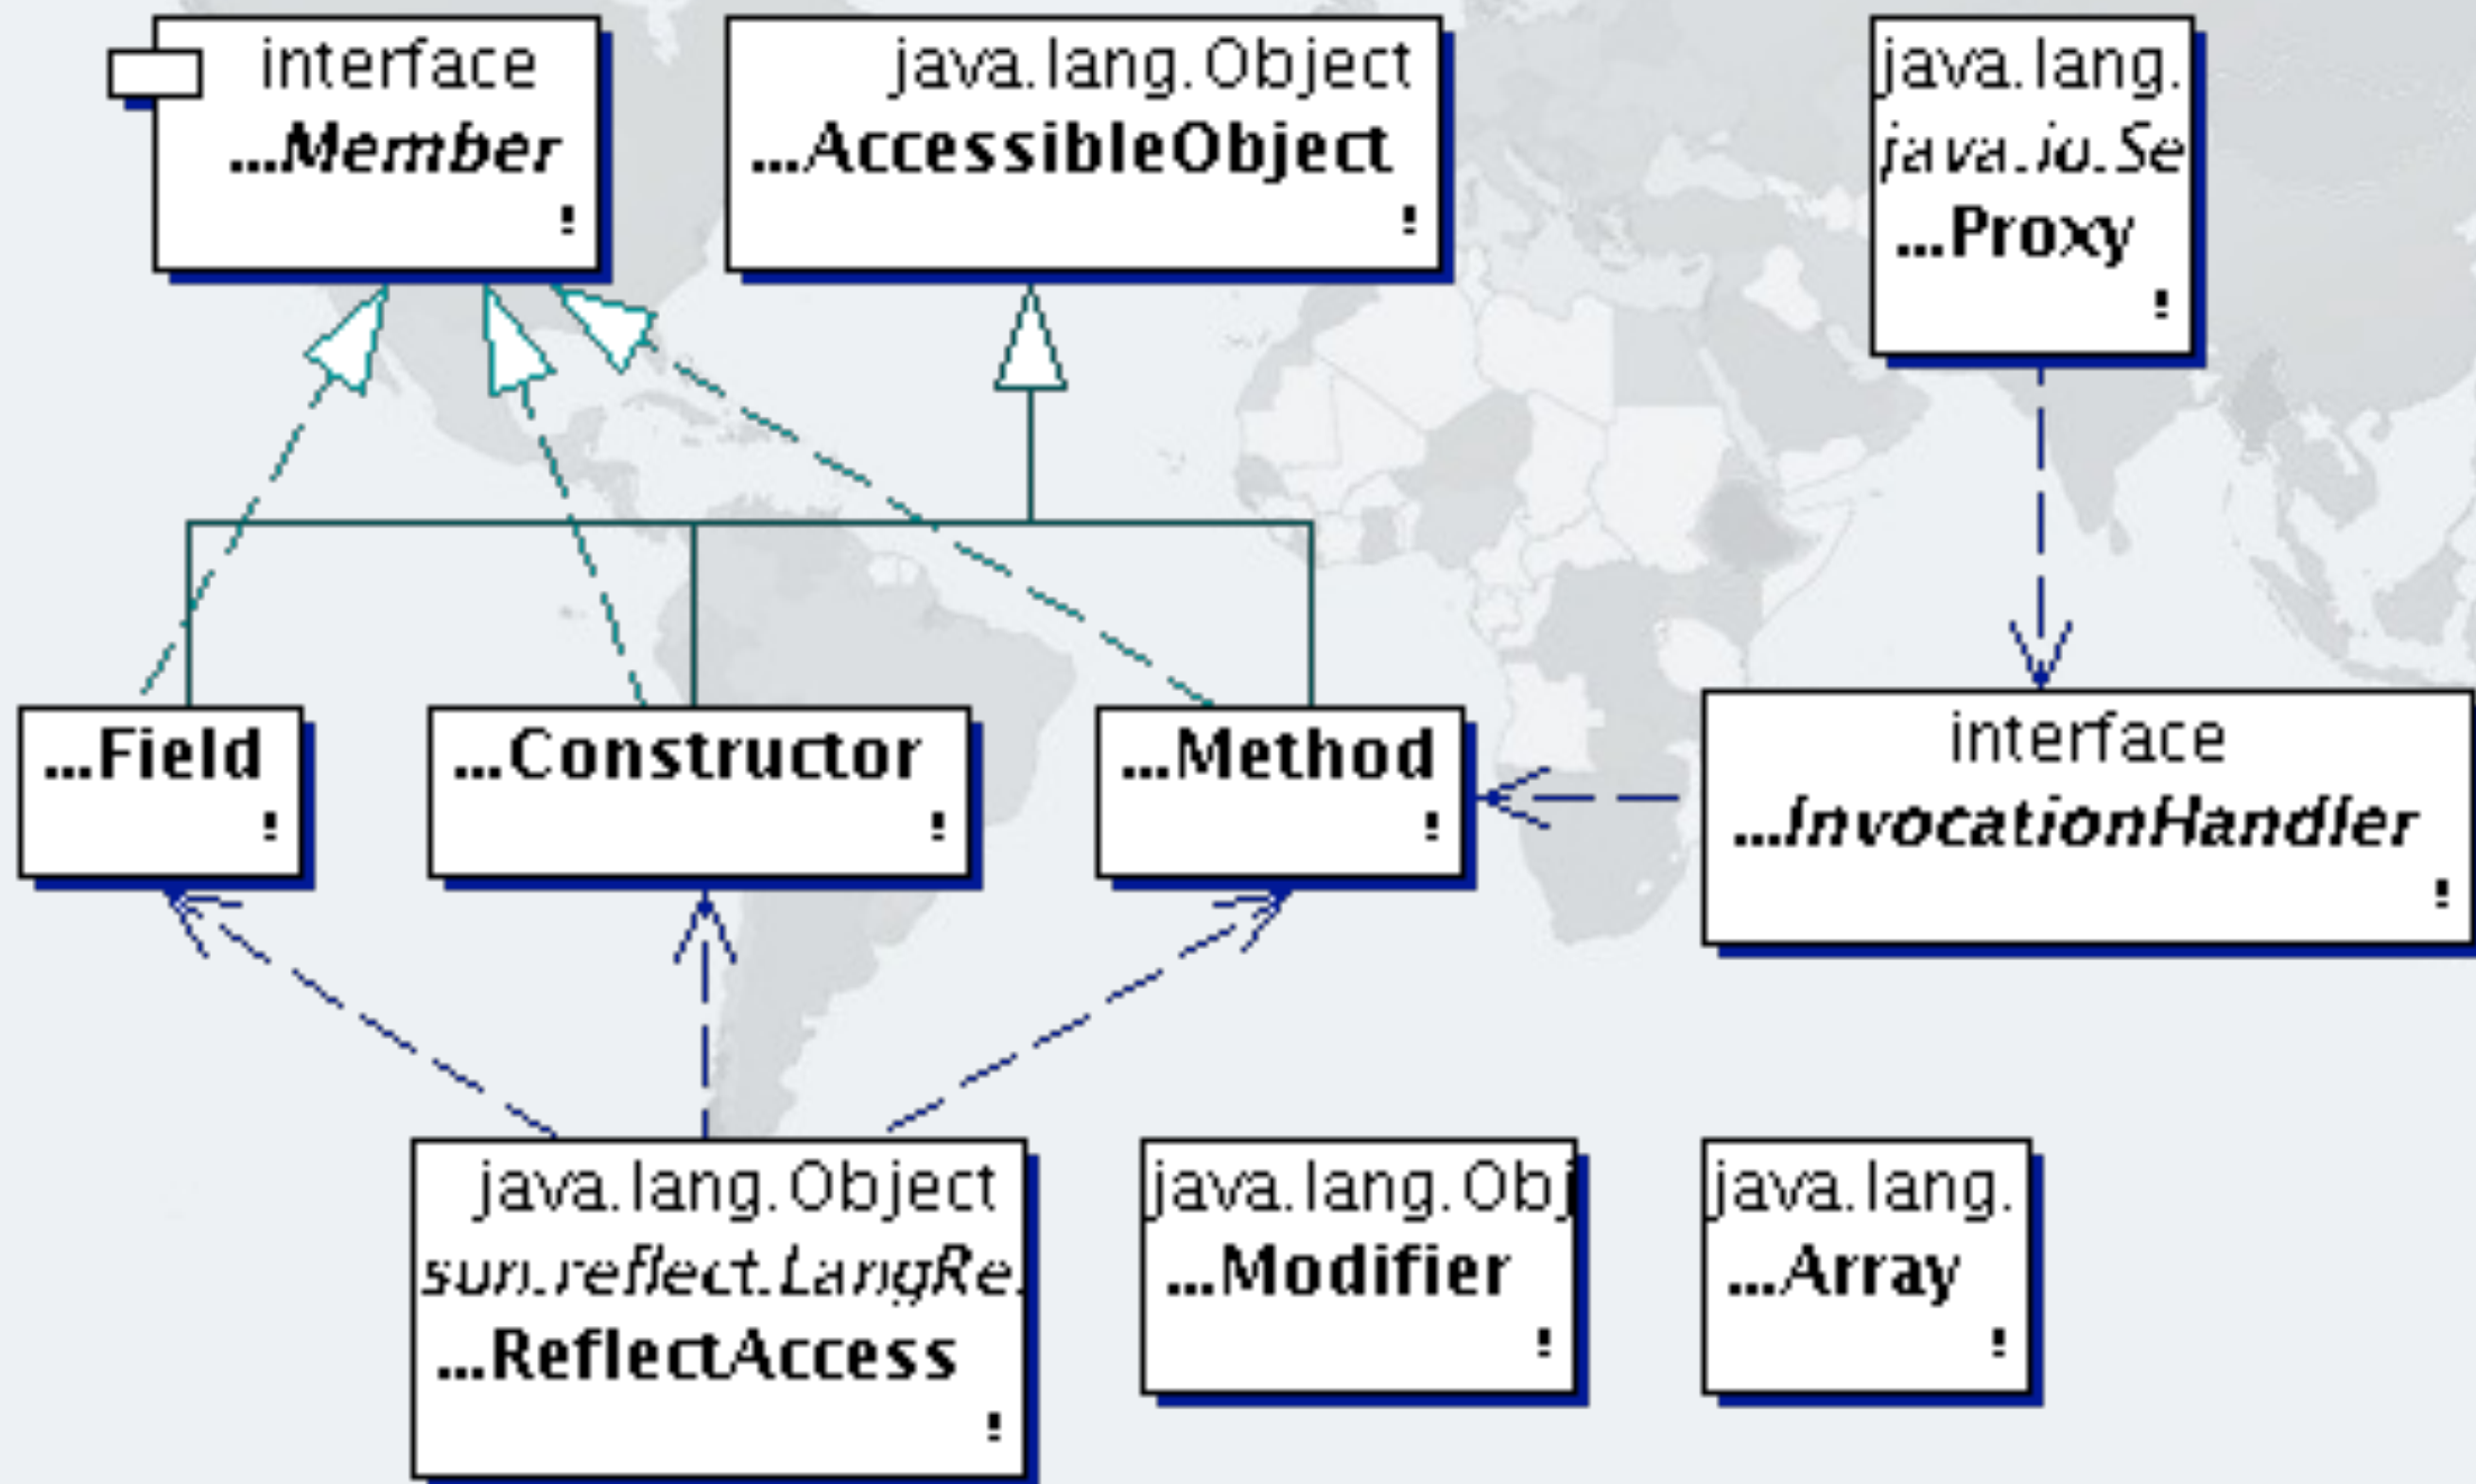 interface
...Member
!
java.lang.Object
...AccessibleObject
!
java.lang.
java.io.Se
...Proxy
!
...Field
!
...Constructor
!
...Method
!
interface
...InvocationHandler
!
java.lang.Object
sun.reflect.LangRe.
...ReflectAccess
!
java.lang.Obj
...Modifier
!
java.lang.
...Array
!